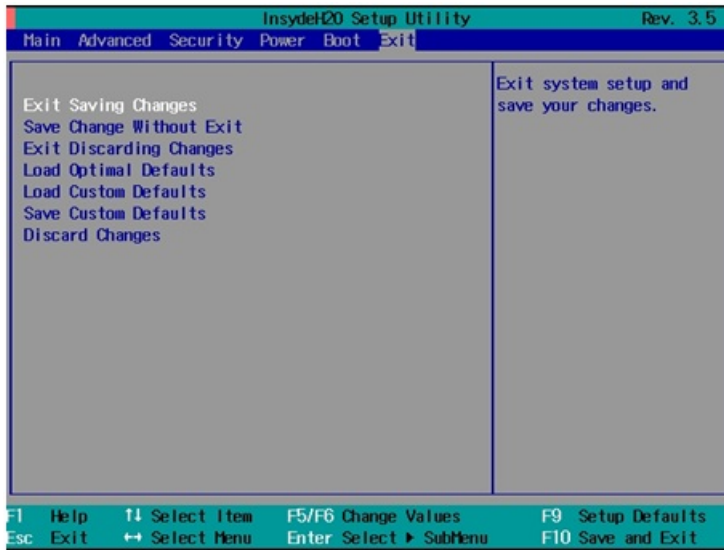 InsydeH20 Setup Utility Rev. 3.5
Main Advanced Security Power Boot Exit
Exit Saving Changes
Save Change Without Exit
Exit Discarding Changes
Load Optimal Defaults
Load Custom Defaults
Save Custom Defaults
Discard Changes
Exit system setup and
save your changes.
F1 Help ↑↓ Select Item F5/F6 Change Values F9 Setup Defaults
Esc Exit ↔ Select Menu Enter Select ▶ SubMenu F10 Save and Exit